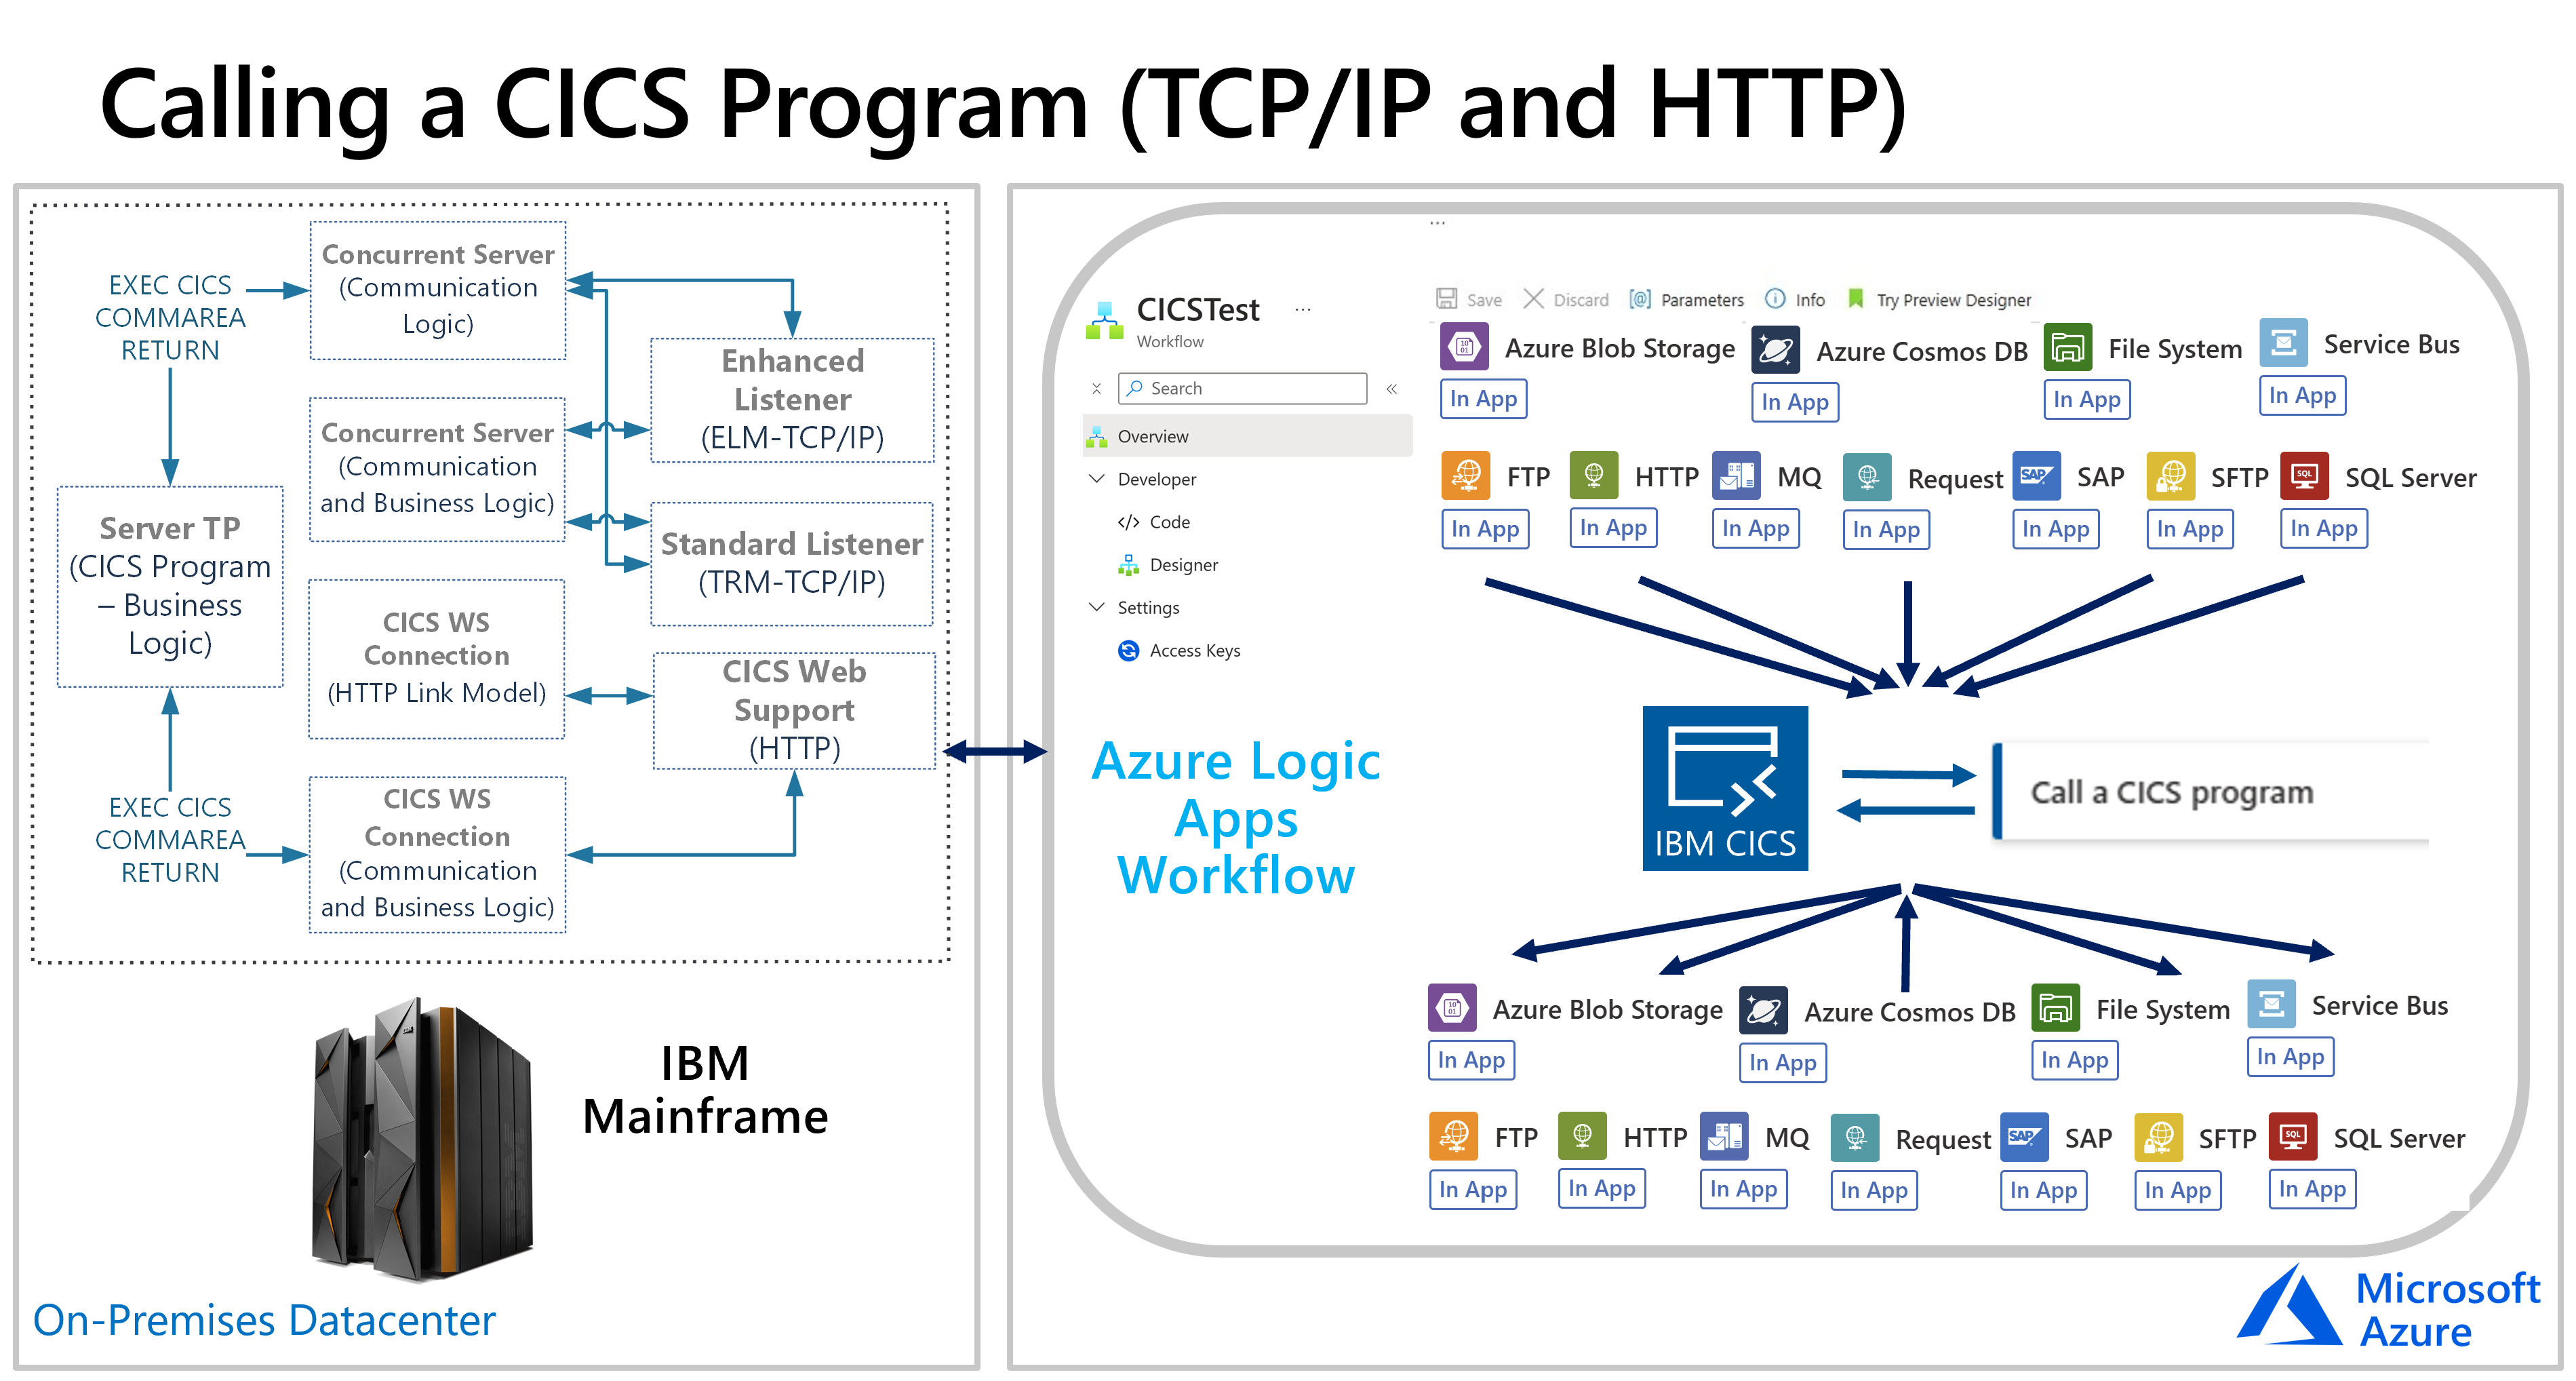 Calling a CICS Program (TCP/IP and HTTP)
EXEC CICS
COMMAREA
RETURN
Concurrent Server
(Communication
Logic)
Enhanced
Listener
(ELM-TCP/IP)
Concurrent Server
(Communication
and Business Logic)
Server TP
(CICS Program
– Business
Logic)
Standard Listener
(TRM-TCP/IP)
CICS WS
Connection
(HTTP Link Model)
CICS Web
Support
(HTTP)
EXEC CICS
COMMAREA
RETURN
CICS WS
Connection
(Communication
and Business Logic)
IBM
Mainframe
On-Premises Datacenter
...
CICSTest ...
Workflow
Search «
Overview
Developer
</> Code
Designer
Settings
Access Keys
Azure Logic
Apps
Workflow
Save Discard [@] Parameters Info Try Preview Designer
Azure Blob Storage Azure Cosmos DB File System Service Bus
In App In App In App In App
FTP HTTP MQ Request SAP SAP SFTP SQL SQL Server
In App In App In App In App In App In App In App
IBM CICS
Call a CICS program
Azure Blob Storage Azure Cosmos DB File System Service Bus
In App In App In App In App
FTP HTTP MQ Request SAP SAP SFTP SQL SQL Server
In App In App In App In App In App In App In App
Microsoft
Azure